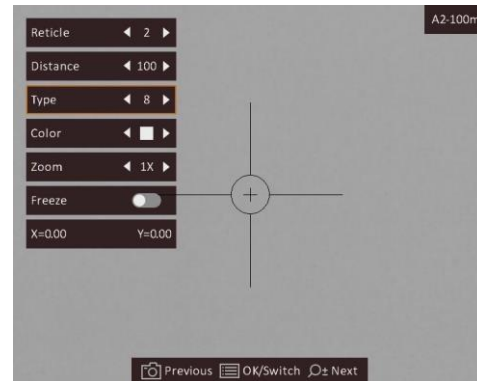 A2-100m
Reticle 2
Distance 100
Type 8
Color
Zoom 1X
Freeze
X=0.00 Y=0.00
Previous OK/Switch Next